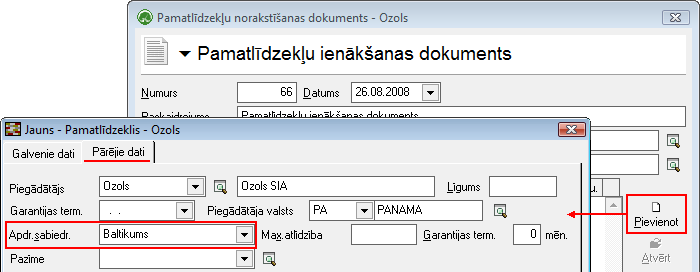 Pamatlīdzekļu norakstīšanas dokuments - Ozols
Pamatlīdzekļu ienākšanas dokuments
Numurs 66 Datums 26.08.2008
Pamatlīdzekļu ienākšanas dokuments
Jauns - Pamatlīdzeklis - Ozols
Galvenie dati Pārējie dati
Piegādātājs Ozols Ozols SIA Līgums
Garantijas term. . . Piegādātāja valsts PA PANAMA
Apdr.sabiedr. Baltikums Max.atlīdzība Garantijas term. 0 mēn.
Pazīme
u.
Pievienot
Atvērt